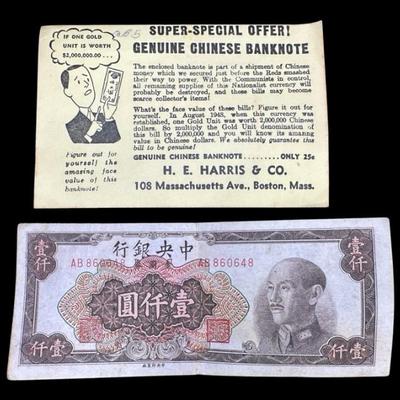 265
SUPER-SPECIAL OFFER!
GENUINE CHINESE BANKNOTE
IF ONE GOLD
UNIT IS WORTH
$2,000,000.00...
The enclosed banknote is part of a shipment of Chinese
money which we secured just before the Reds smashed
their way to power. With the Communists in control,
all remaining supplies of this Nationalist currency will
probably be destroyed, and these bills may become
scarce collector's items!
What's the face value of these bills? Figure it out for
yourself. In August 1948, when this currency was
established, one Gold Unit was worth 2,000,000 Chinese
dollars. So multiply the Gold Unit denomination of
this bill by 2,000,000 and you will know its amazing
value in Chinese dollars. We absolutely guarantee this
bill to be genuine!
Figure out for
yourself the
amazing face
value of this
banknote!
GENUINE CHINESE BANKNOTE.........ONLY 25¢
H. E. HARRIS & CO.
108 Massachusetts Ave., Boston, Mass.
壹仟
行銀央中
壹仟
AB 860648
AB 860648
圓仟壹
仟壹
仟壹